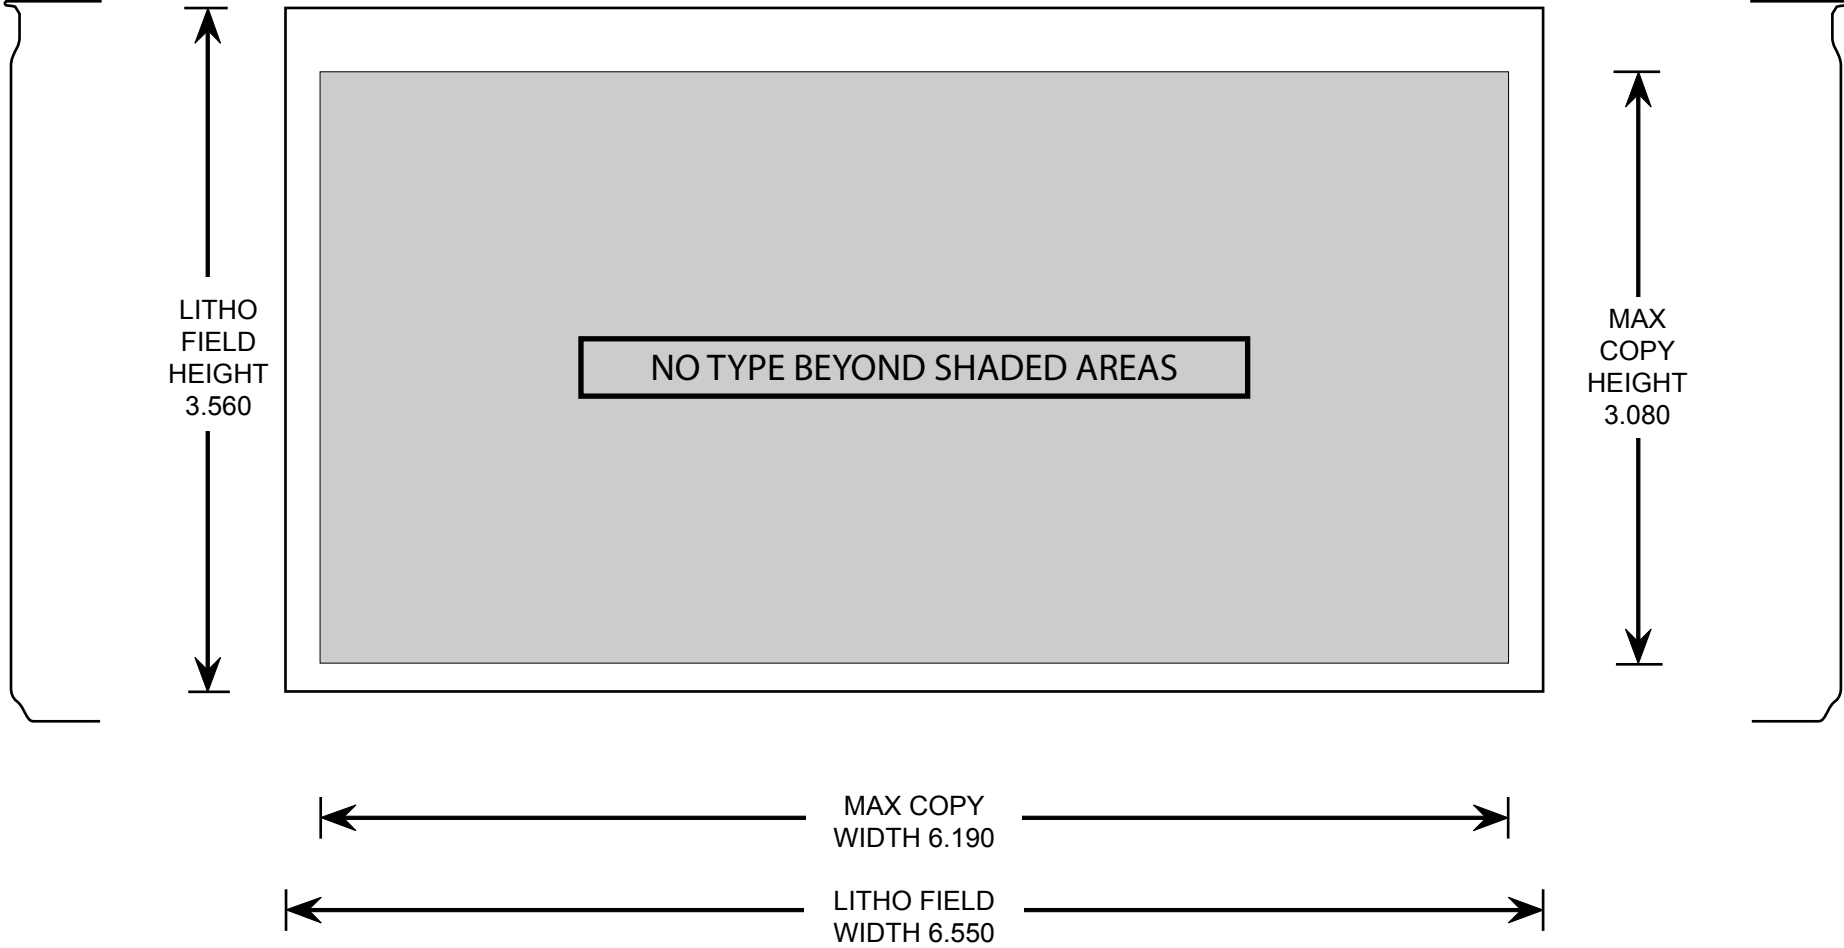 LITHO
FIELD
HEIGHT
3.560
NO TYPE BEYOND SHADED AREAS
MAX
COPY
HEIGHT
3.080
MAX COPY
WIDTH 6.190
LITHO FIELD
WIDTH 6.550